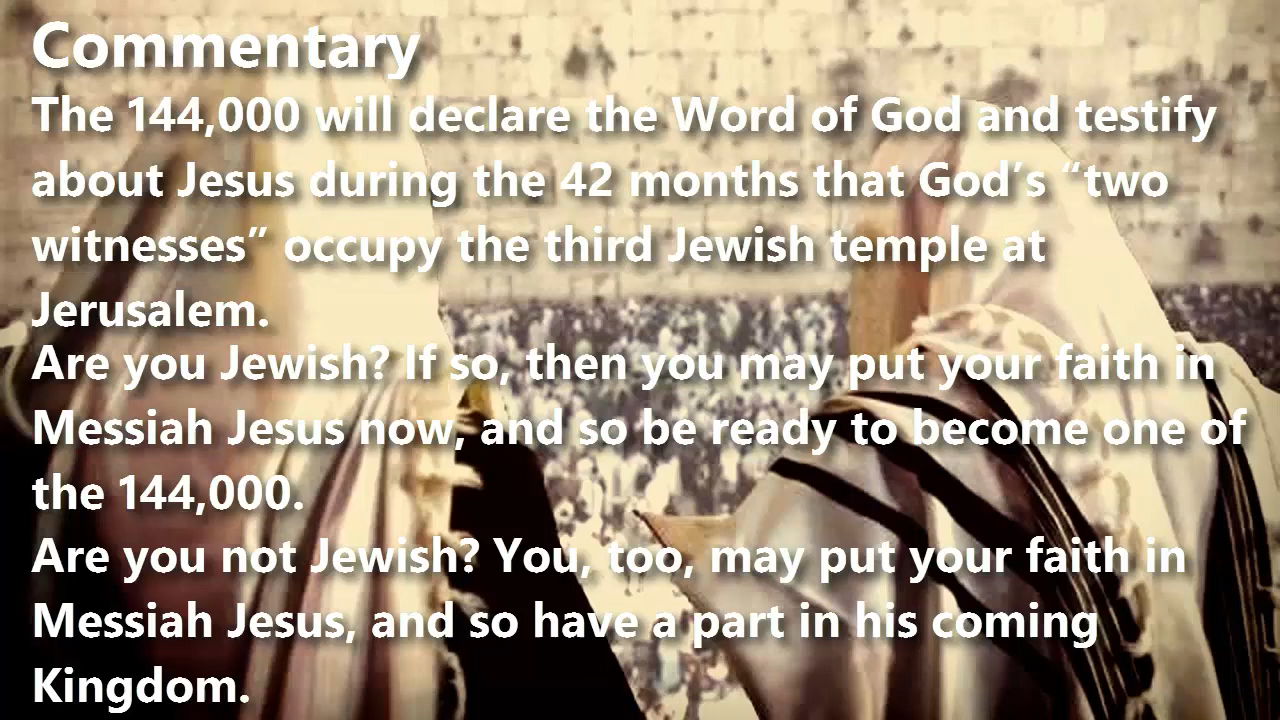 Commentary
The 144,000 will declare the Word of God and testify
about Jesus during the 42 months that God’s “two
witnesses” occupy the third Jewish temple at
Jerusalem.
Are you Jewish? If so, then you may put your faith in
Messiah Jesus now, and so be ready to become one of
the 144,000.
Are you not Jewish? You, too, may put your faith in
Messiah Jesus, and so have a part in his coming
Kingdom.